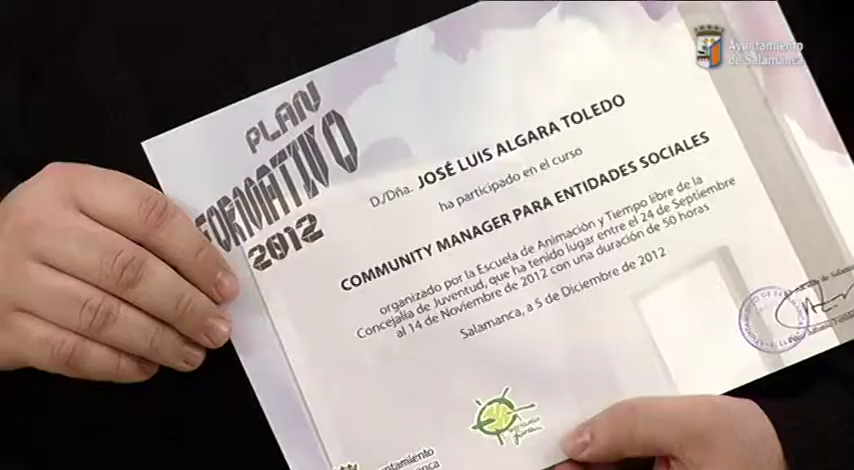 Ayuntamiento
de Salamanca
PLAN
FORMATIVO
2012
D./Dña. JOSÉ LUIS ALGARA TOLEDO
ha participado en el curso
COMMUNITY MANAGER PARA ENTIDADES SOCIALES
organizado por la Escuela de Animación y Tiempo libre de la
Concejalía de Juventud, que ha tenido lugar entre el 24 de Septiembre
al 14 de Noviembre de 2012 con una duración de 50 horas
Salamanca, a 5 de Diciembre de 2012